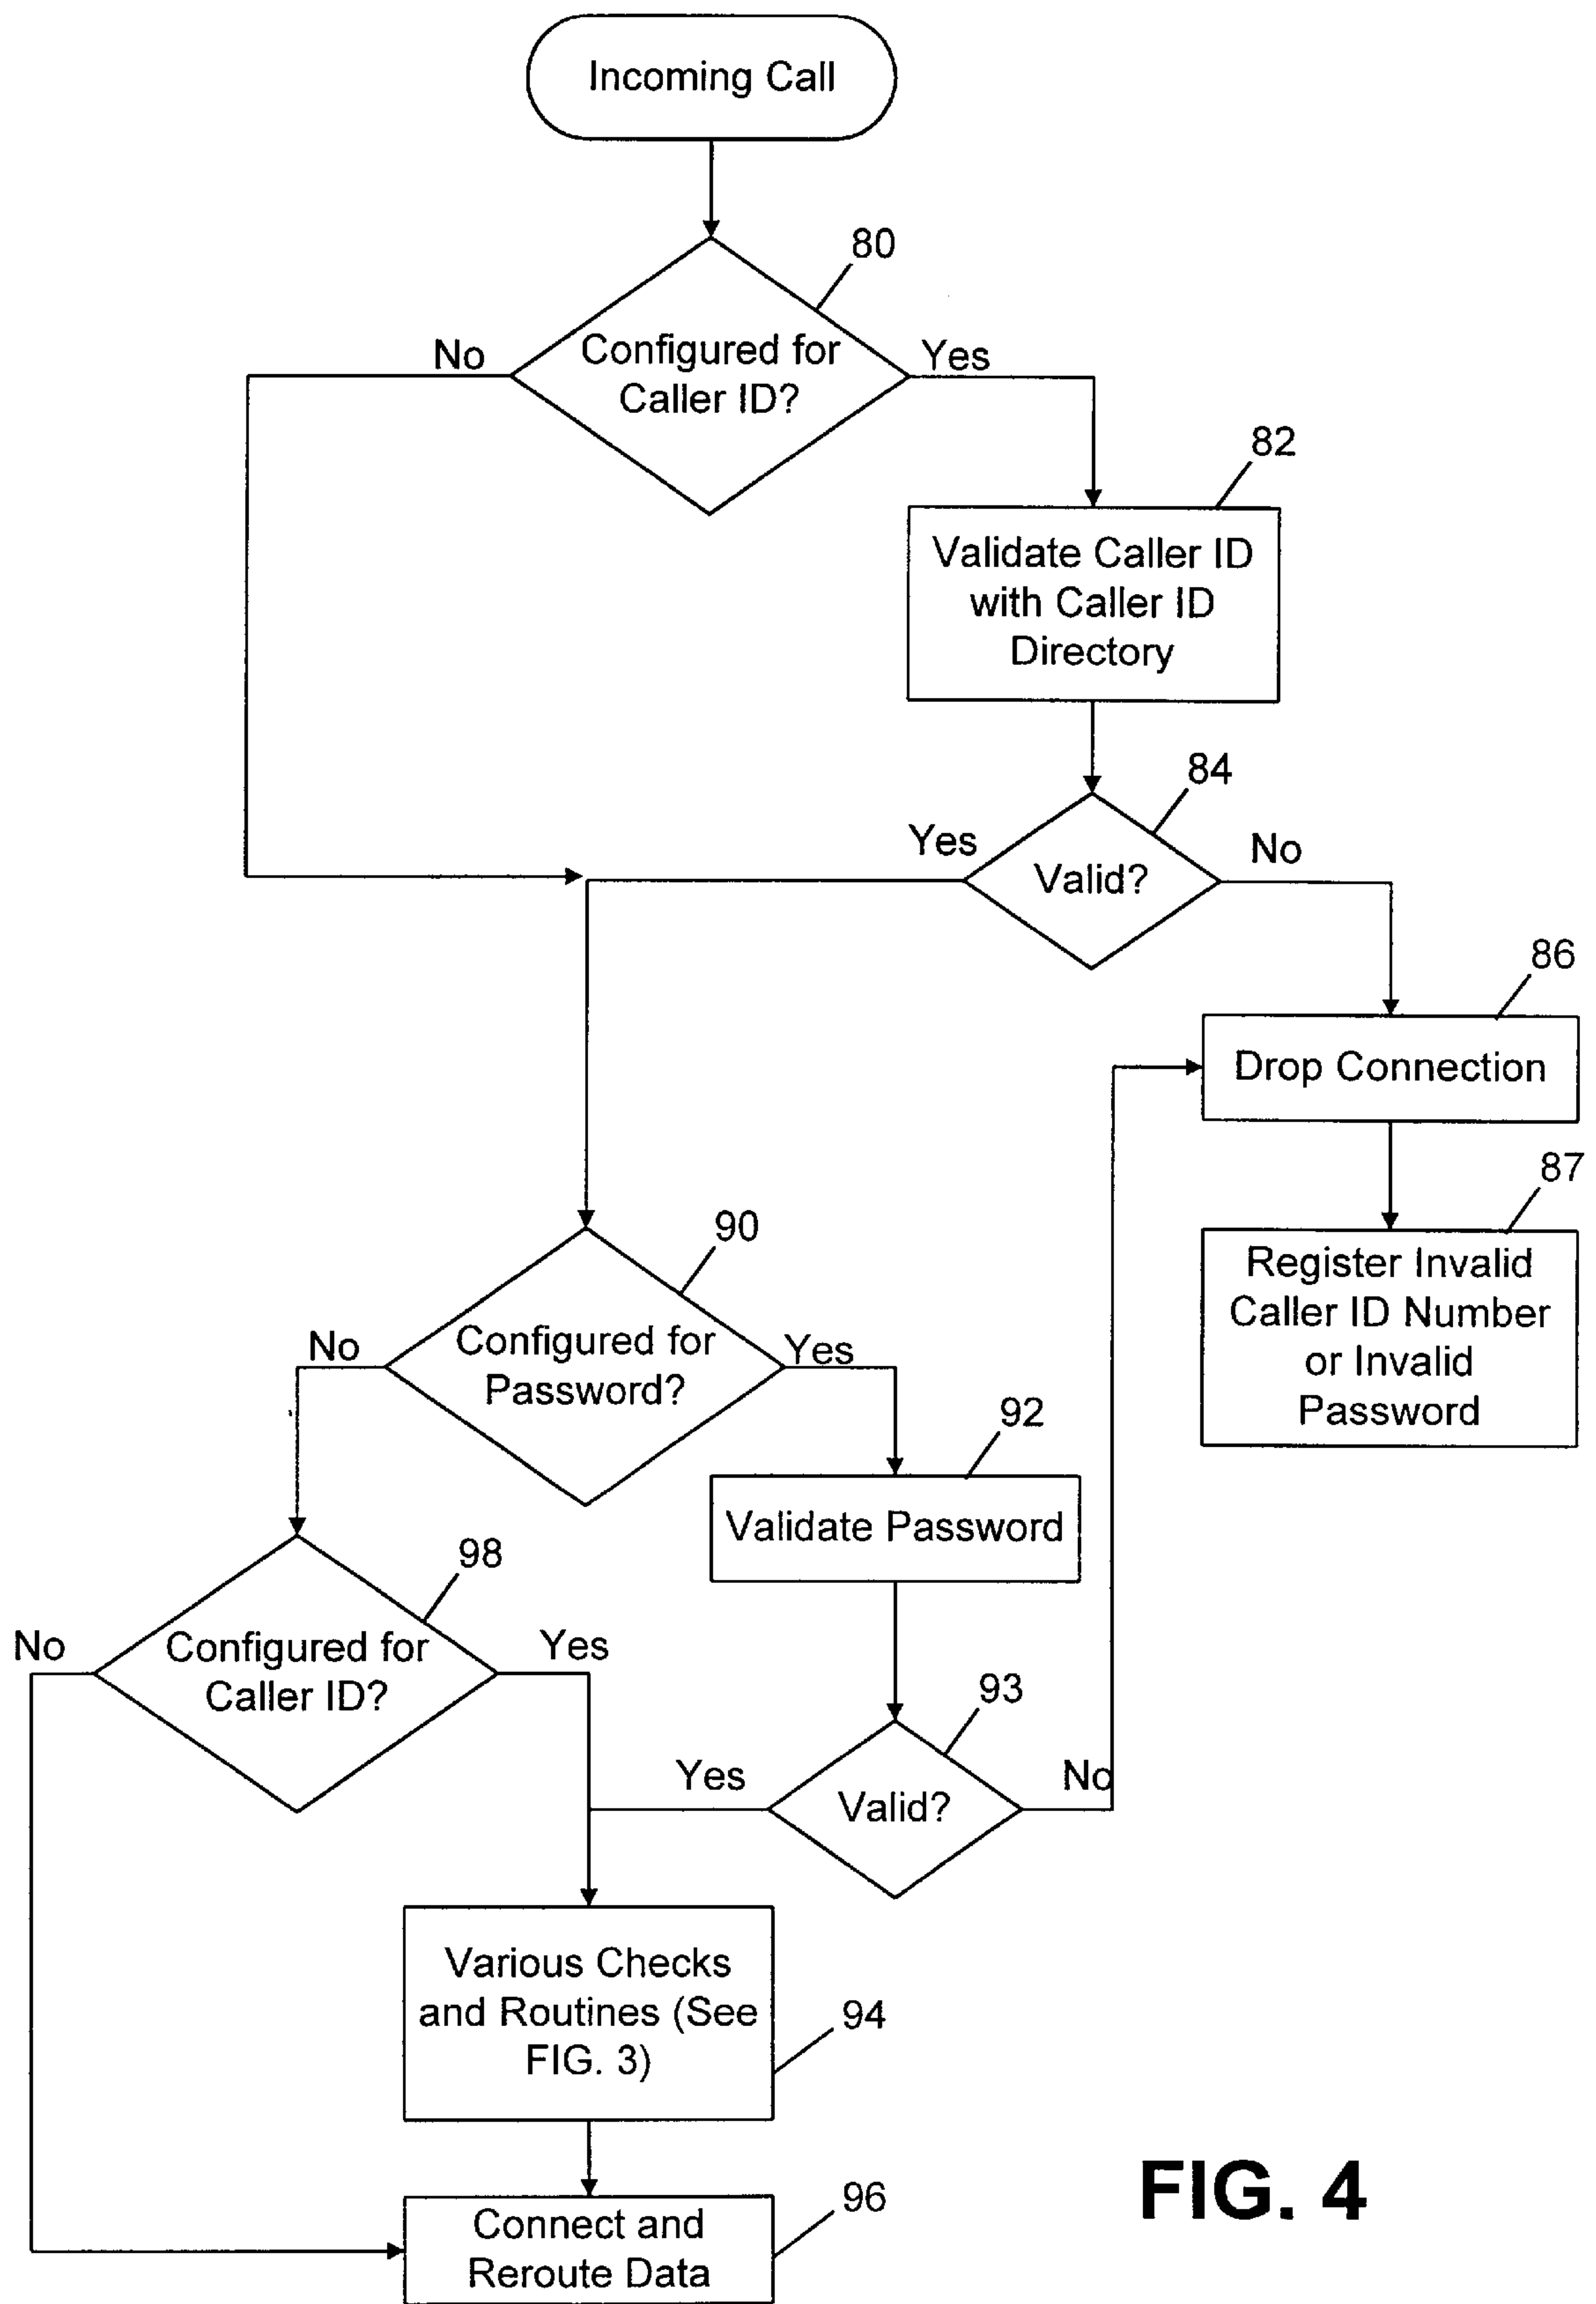 Incoming Call
80
Configured for
Caller ID?
No
Yes
82
Validate Caller ID
with Caller ID
Directory
84
Yes
Valid?
No
86
Drop Connection
87
Register Invalid
Caller ID Number
or Invalid
Password
90
Configured for
Password?
No
Yes
92
Validate Password
98
Configured for
Caller ID?
No
Yes
93
Valid?
Yes
No
Various Checks
and Routines (See
FIG. 3)
94
Connect and
Reroute Data
96
FIG. 4